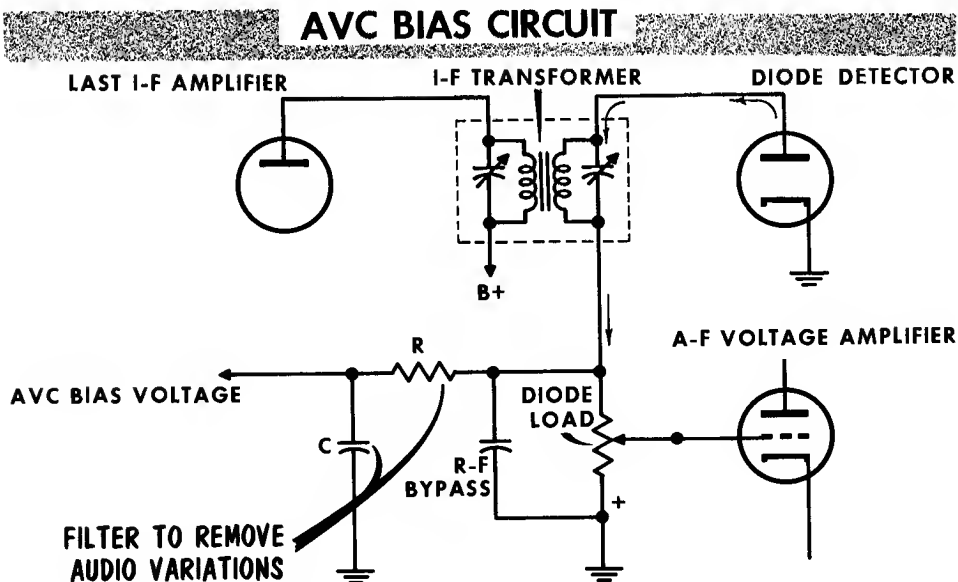 AVC BIAS CIRCUIT
LAST I-F AMPLIFIER
I-F TRANSFORMER
DIODE DETECTOR
B+
A-F VOLTAGE AMPLIFIER
R
AVC BIAS VOLTAGE
DIODE
LOAD
C
R-F
BYPASS
+
FILTER TO REMOVE
AUDIO VARIATIONS